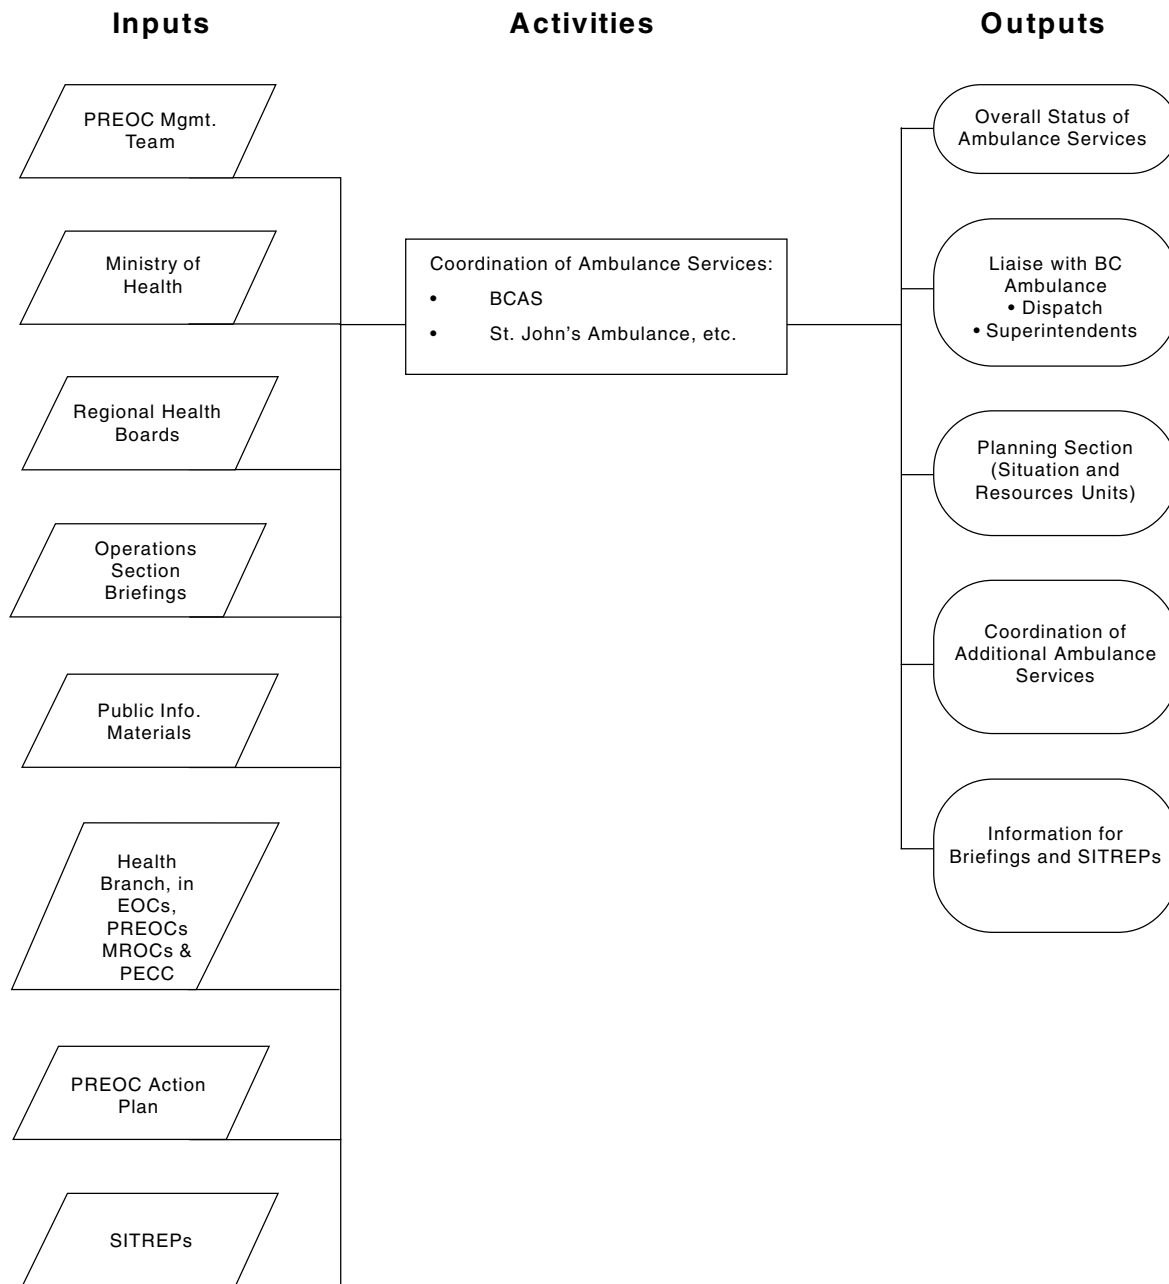 Inputs
Activities
Outputs
PREOC Mgmt.
Team
Ministry of
Health
Regional Health
Boards
Operations
Section
Briefings
Public Info.
Materials
Health
Branch, in
EOCs,
PREOCs
MROCs &
PECC
PREOC Action
Plan
SITREPs
Coordination of Ambulance Services:
• BCAS
• St. John's Ambulance, etc.
Overall Status of
Ambulance Services
Liaise with BC
Ambulance
• Dispatch
• Superintendents
Planning Section
(Situation and
Resources Units)
Coordination of
Additional Ambulance
Services
Information for
Briefings and SITREPs